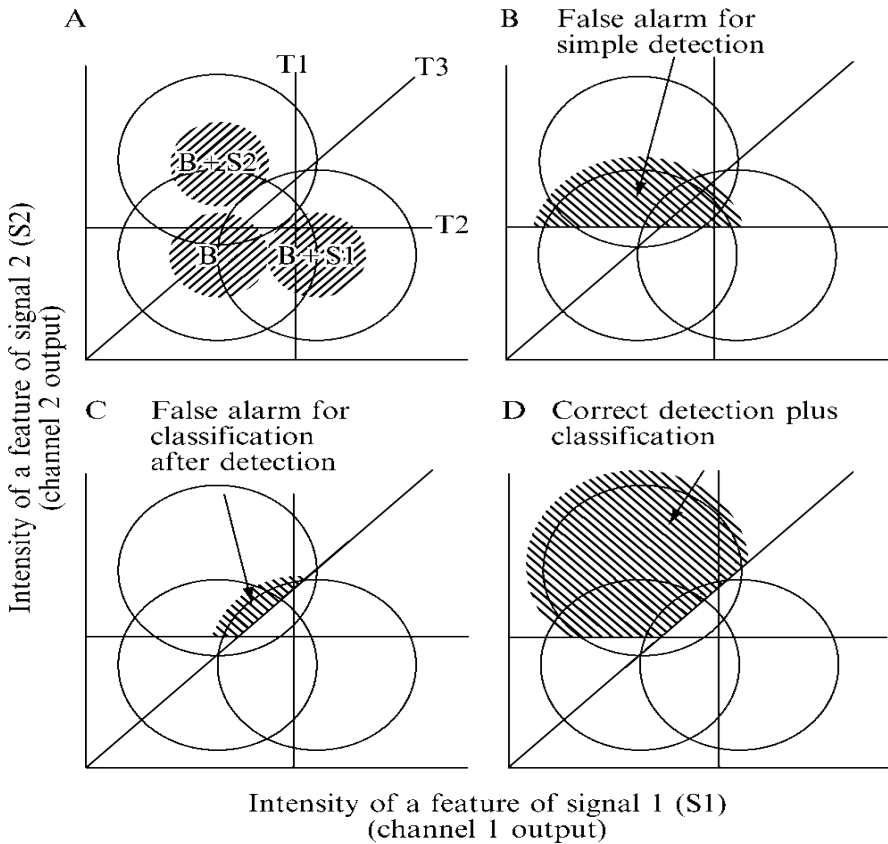 A
T1
T3
B + S2
T2
B
B + S1
B
False alarm for
simple detection
C
False alarm for
classification
after detection
D
Correct detection plus
classification
Intensity of a feature of signal 2 (S2)
(channel 2 output)
Intensity of a feature of signal 1 (S1)
(channel 1 output)